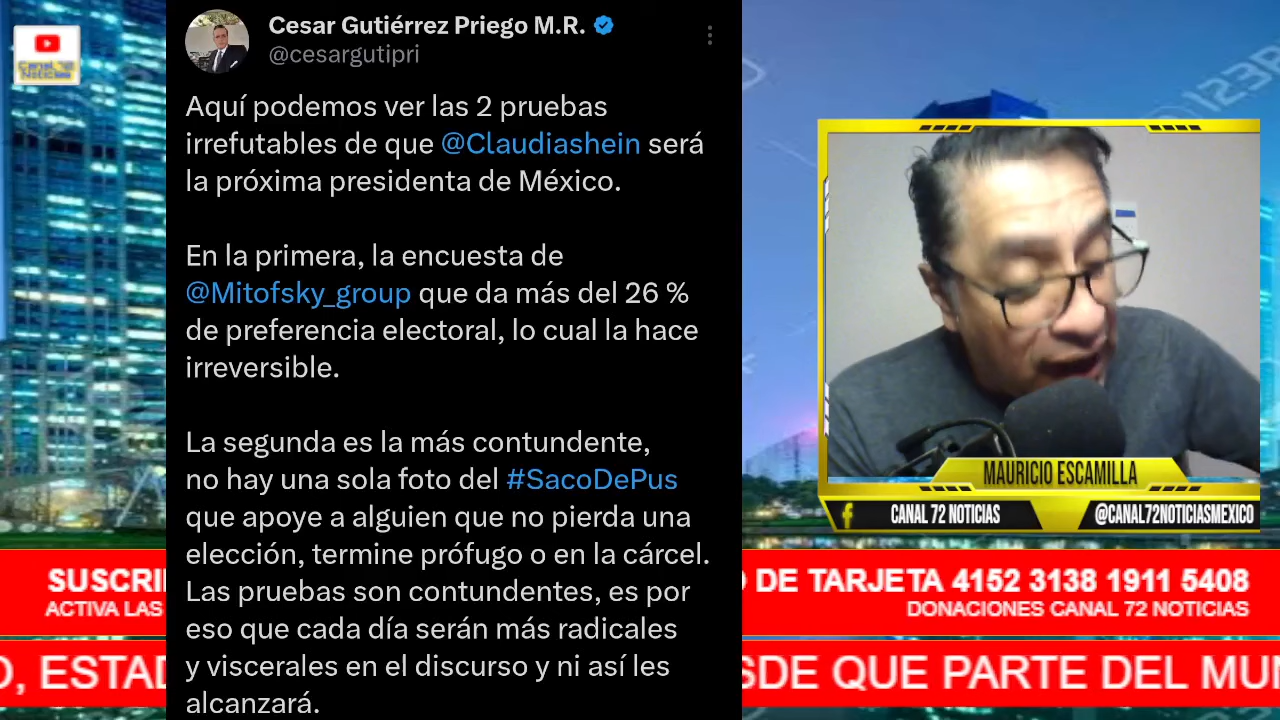 Canal 72
Noticias
Cesar Gutiérrez Priego M.R.
@cesargutipri
Aquí podemos ver las 2 pruebas
irrefutables de que @Claudiashein será
la próxima presidenta de México.
En la primera, la encuesta de
@Mitofsky_group que da más del 26 %
de preferencia electoral, lo cual la hace
irreversible.
La segunda es la más contundente,
no hay una sola foto del #SacoDePus
que apoye a alguien que no pierda una
elección, termine prófugo o en la cárcel.
Las pruebas son contundentes, es por
eso que cada día serán más radicales
y viscerales en el discurso y ni así les
alcanzará.
MAURICIO ESCAMILLA
CANAL 72 NOTICIAS
@CANAL72NOTICIASMEXICO
SUSCRI
ACTIVA LAS
O DE TARJETA 4152 3138 1911 5408
DONACIONES CANAL 72 NOTICIAS
O, ESTAD
SDE QUE PARTE DEL MU